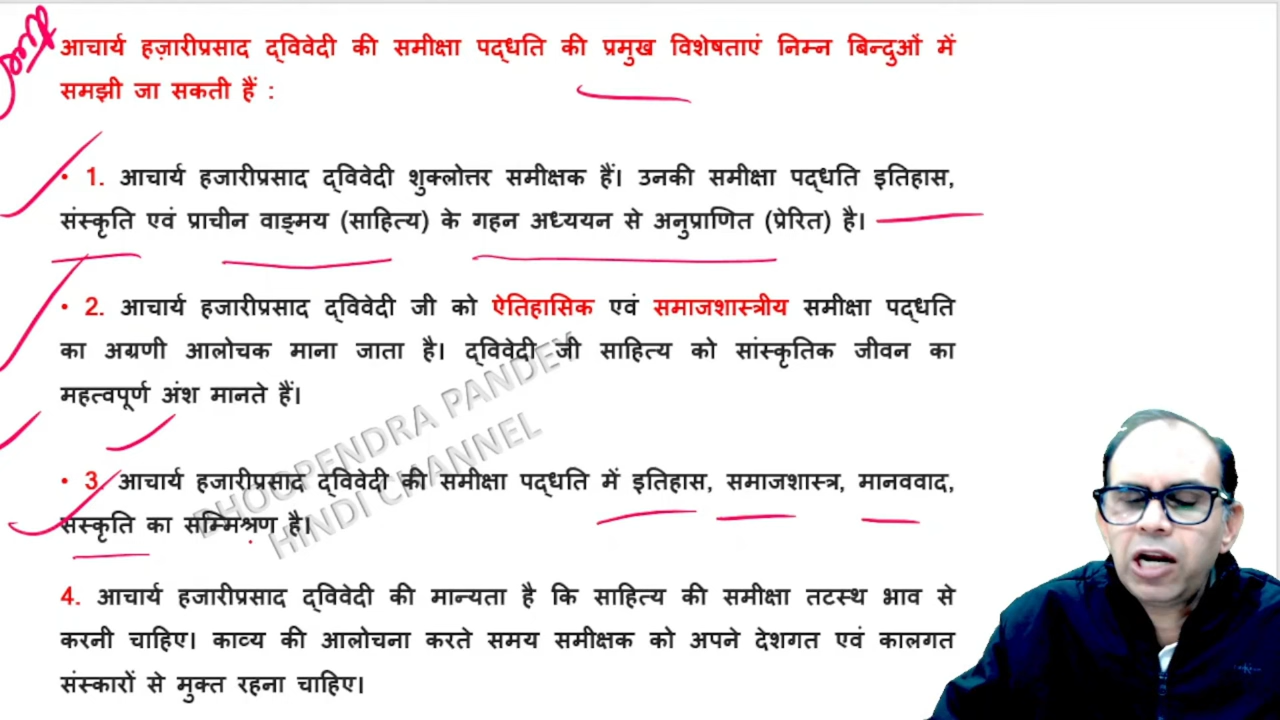 आचार्य हज़ारीप्रसाद द्विवेदी की समीक्षा पद्धति की प्रमुख विशेषताएं निम्न बिन्दुओं में
समझी जा सकती हैं :
• 1. आचार्य हजारीप्रसाद द्विवेदी शुक्लोत्तर समीक्षक हैं। उनकी समीक्षा पद्धति इतिहास,
संस्कृति एवं प्राचीन वाङ्मय (साहित्य) के गहन अध्ययन से अनुप्राणित (प्रेरित) है।
• 2. आचार्य हजारीप्रसाद द्विवेदी जी को ऐतिहासिक एवं समाजशास्त्रीय समीक्षा पद्धति
का अग्रणी आलोचक माना जाता है। द्विवेदी जी साहित्य को सांस्कृतिक जीवन का
महत्वपूर्ण अंश मानते हैं।
• 3. आचार्य हजारीप्रसाद द्विवेदी की समीक्षा पद्धति में इतिहास, समाजशास्त्र, मानववाद,
संस्कृति का सम्मिश्रण है।
4. आचार्य हजारीप्रसाद द्विवेदी की मान्यता है कि साहित्य की समीक्षा तटस्थ भाव से
करनी चाहिए। काव्य की आलोचना करते समय समीक्षक को अपने देशगत एवं कालगत
संस्कारों से मुक्त रहना चाहिए।
BHOOPENDRA PANDEY
HINDI CHANNEL